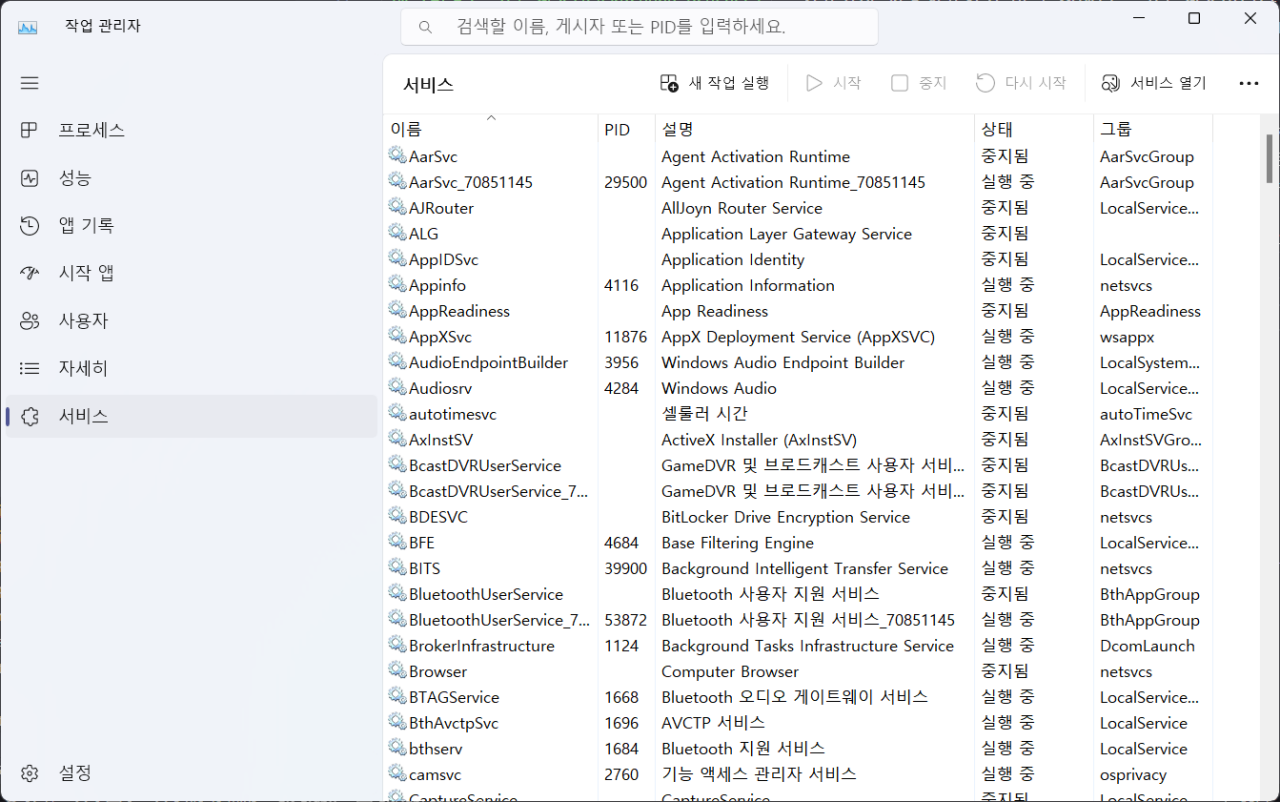 작업 관리자
검색할 이름, 게시자 또는 PID를 입력하세요.
프로세스
성능
앱 기록
시작 앱
사용자
자세히
서비스
설정
서비스 새 작업 실행 시작 중지 다시 시작 서비스 열기
이름 PID 설명 상태 그룹
AarSvc Agent Activation Runtime 중지됨 AarSvcGroup
AarSvc_70851145 29500 Agent Activation Runtime_70851145 실행 중 AarSvcGroup
AJRouter AllJoyn Router Service 중지됨 LocalService...
ALG Application Layer Gateway Service 중지됨
AppIDSvc Application Identity 중지됨 LocalService...
Appinfo 4116 Application Information 실행 중 netsvcs
AppReadiness App Readiness 중지됨 AppReadiness
AppXSvc 11876 AppX Deployment Service (AppXSVC) 실행 중 wsappx
AudioEndpointBuilder 3956 Windows Audio Endpoint Builder 실행 중 LocalSystem...
Audiosrv 4284 Windows Audio 실행 중 LocalService...
autotimesvc 셀룰러 시간 중지됨 autoTimeSvc
AxInstSV ActiveX Installer (AxInstSV) 중지됨 AxInstSVGro...
BcastDVRUserService GameDVR 및 브로드캐스트 사용자 서비... 중지됨 BcastDVRUs...
BcastDVRUserService_7... GameDVR 및 브로드캐스트 사용자 서비... 중지됨 BcastDVRUs...
BDESVC BitLocker Drive Encryption Service 중지됨 netsvcs
BFE 4684 Base Filtering Engine 실행 중 LocalService...
BITS 39900 Background Intelligent Transfer Service 실행 중 netsvcs
BluetoothUserService Bluetooth 사용자 지원 서비스 중지됨 BthAppGroup
BluetoothUserService_7... 53872 Bluetooth 사용자 지원 서비스_70851145 실행 중 BthAppGroup
BrokerInfrastructure 1124 Background Tasks Infrastructure Service 실행 중 DcomLaunch
Browser Computer Browser 중지됨 netsvcs
BTAGService 1668 Bluetooth 오디오 게이트웨이 서비스 실행 중 LocalService...
BthAvctpSvc 1696 AVCTP 서비스 실행 중 LocalService
bthserv 1684 Bluetooth 지원 서비스 실행 중 LocalService
camsvc 2760 기능 액세스 관리자 서비스 실행 중 osprivacy
CaptureService CaptureService 중지됨 LocalService